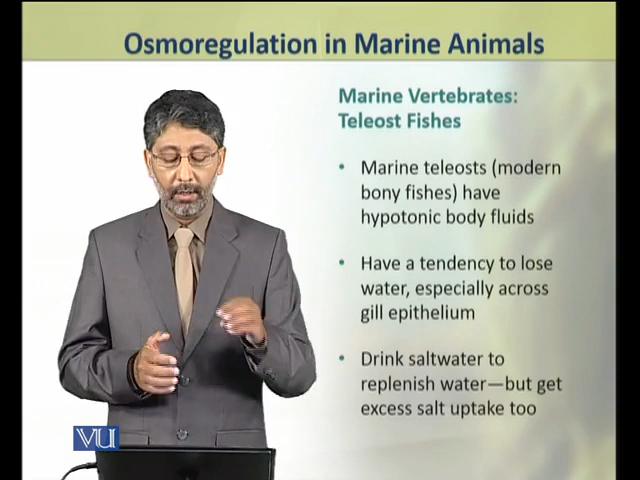 Osmoregulation in Marine Animals
Marine Vertebrates:
Teleost Fishes
• Marine teleosts (modern
bony fishes) have
hypotonic body fluids
• Have a tendency to lose
water, especially across
gill epithelium
• Drink saltwater to
replenish water—but get
excess salt uptake too
VU